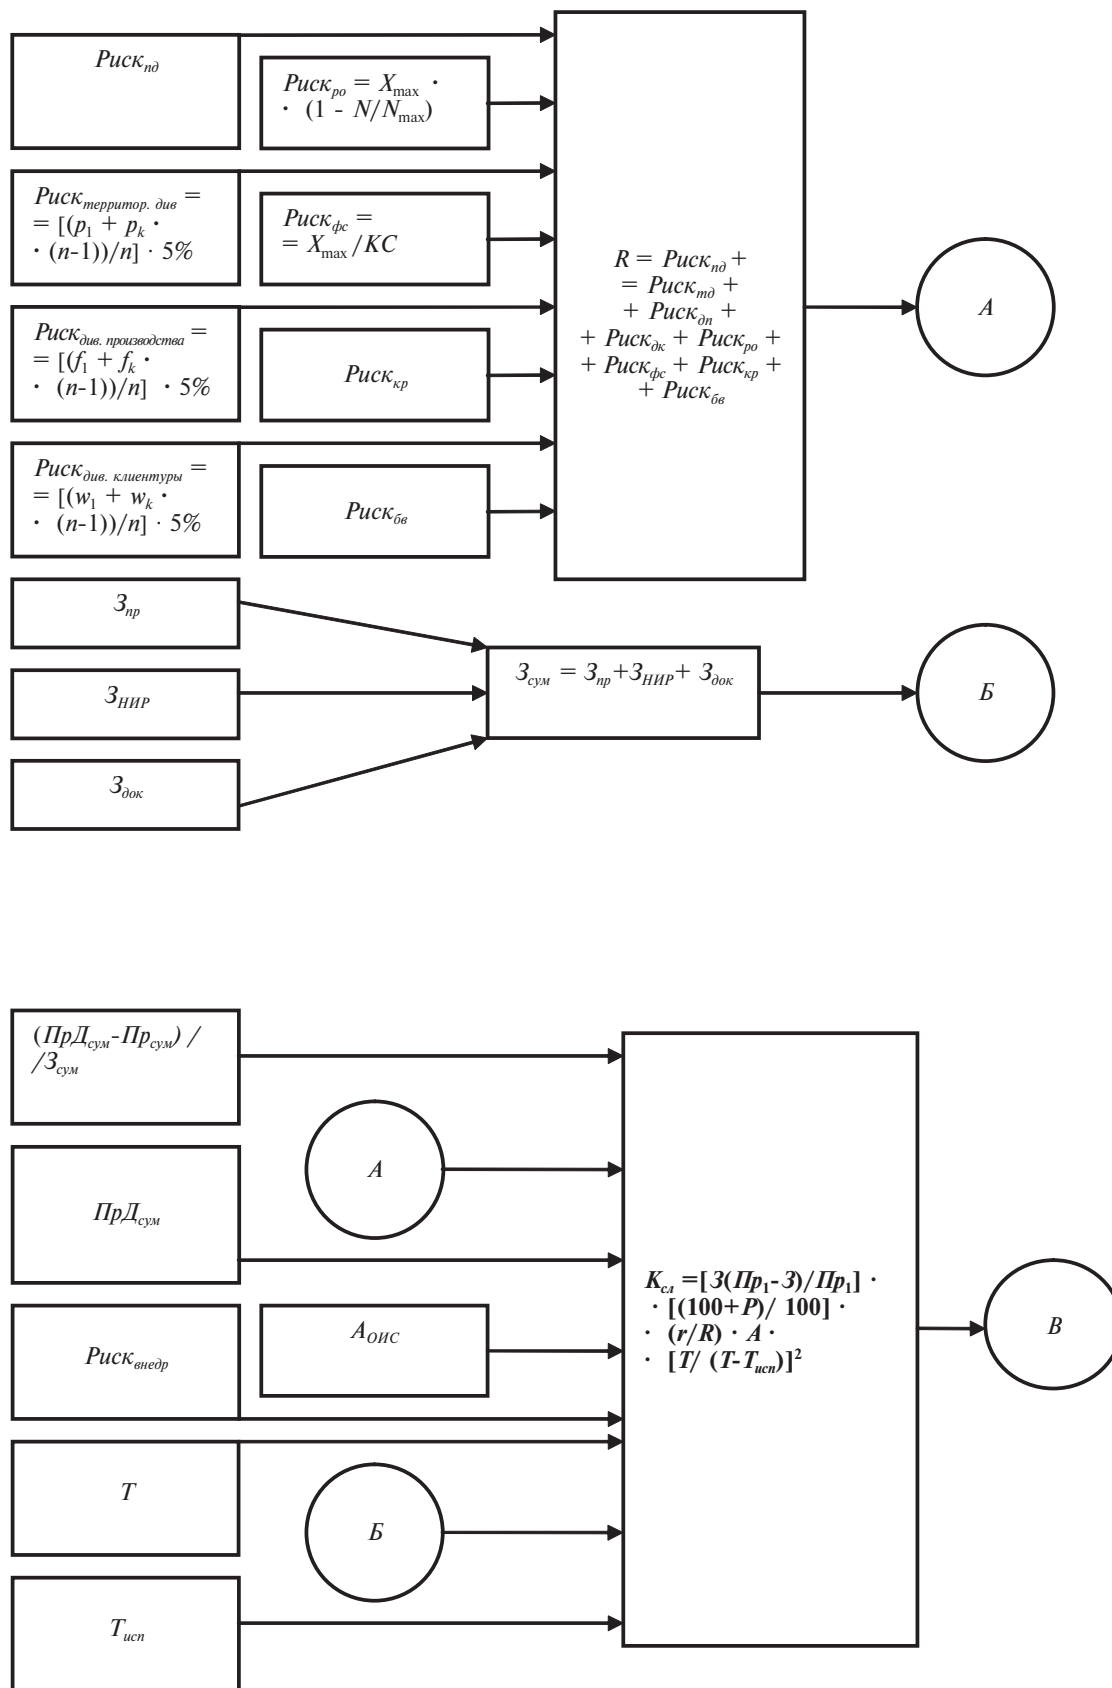 Риск_пд
Риск_ро = X_max ·
· (1 - N/N_max)
Риск_территор. див =
= [(p_1 + p_k ·
· (n-1))/n] · 5%
Риск_фс =
= X_max/КС
Риск_див. производства =
= [(f_1 + f_k ·
· (n-1))/n] · 5%
Риск_кр
Риск_див. клиентуры =
= [(w_1 + w_k ·
· (n-1))/n] · 5%
Риск_бв
R = Риск_пд +
= Риск_тд +
+ Риск_дп +
+ Риск_дк + Риск_ро +
+ Риск_фс + Риск_кр +
+ Риск_бв
А
З_пр
З_НИР
З_док
З_сум = З_пр+З_НИР+ З_док
Б
(ПрД_сум-Пр_сум) /
/З_сум
А
ПрД_сум
Риск_внедр
А_ОИС
Т
Б
Т_исп
К_сл =[З(Пр_1-З)/Пр_1] ·
· [(100+Р)/ 100] ·
· (r/R) · А ·
· [Т/ (Т-Т_исп)]²
В